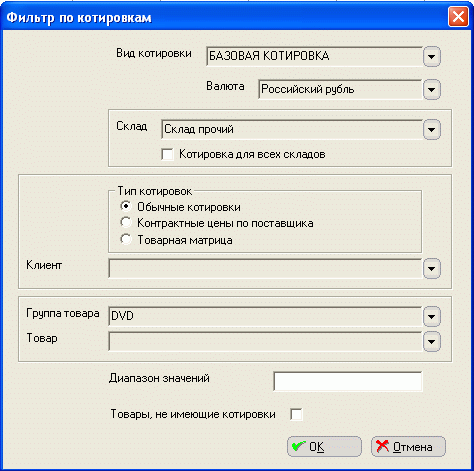 Фильтр по котировкам
Вид котировки БАЗОВАЯ КОТИРОВКА
Валюта Российский рубль
Склад Склад прочий
Котировка для всех складов
Тип котировок
Обычные котировки
Контрактные цены по поставщика
Товарная матрица
Клиент
Группа товара DVD
Товар
Диапазон значений
Товары, не имеющие котировки
OK Отмена